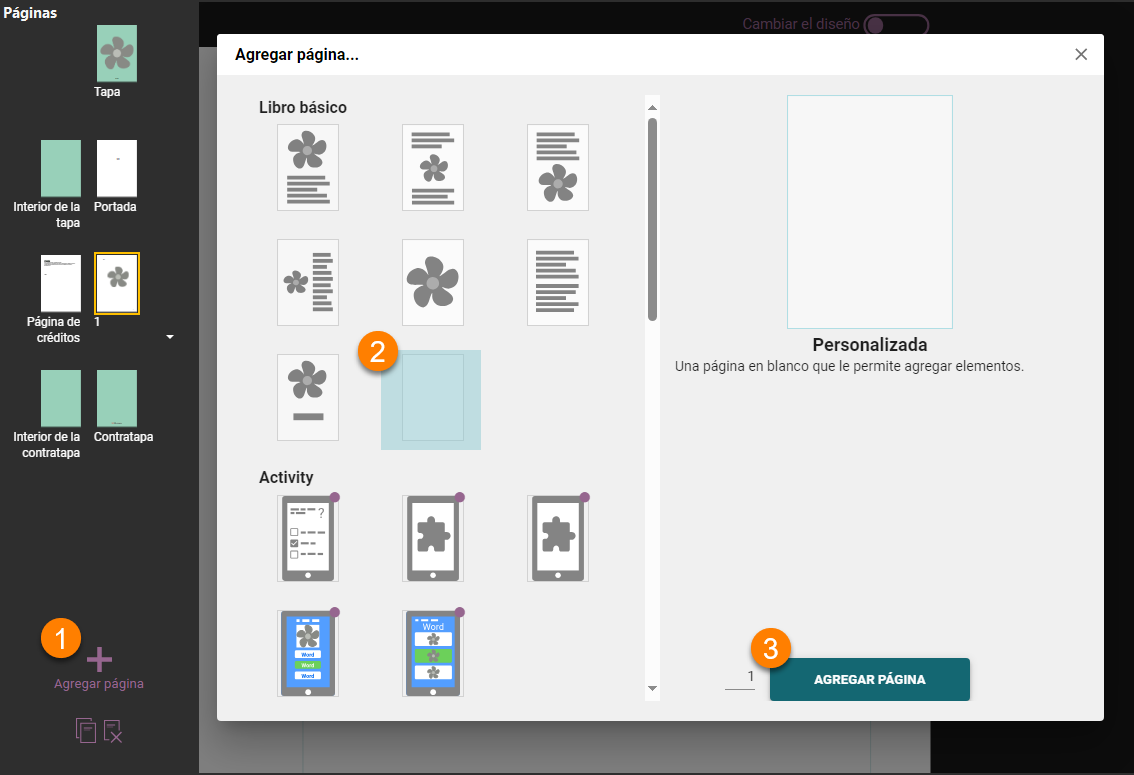 Páginas
Tapa
Interior de la
tapa
Portada
Página de
créditos
1
Interior de la
contratapa
Contratapa
1
Agregar página
Cambiar el diseño
Agregar página...
Libro básico
2
Activity
?
Word
Word
Word
Word
Personalizada
Una página en blanco que le permite agregar elementos.
3
1
AGREGAR PÁGINA